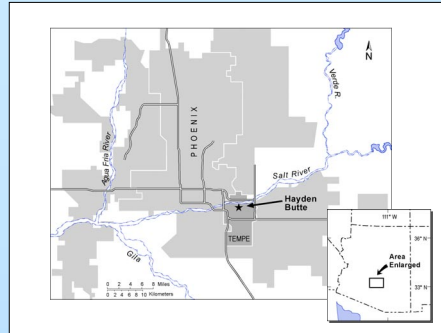 N
Verde R.
PHOENIX
Agua Fria River
Salt River
Hayden
Butte
TEMPE
Gila
0 2 4 6 8 Miles
0 2 4 6 8 10 Kilometers
111° W
Area
Enlarged
33° N